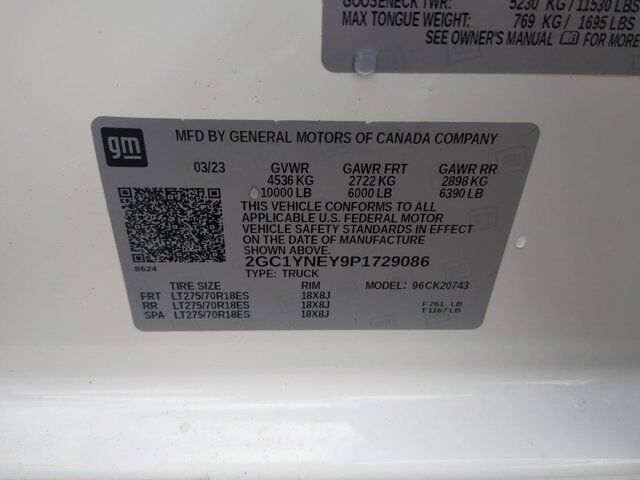 GOOSENECK TWR: 5230 KG / 11530 LBS
MAX TONGUE WEIGHT: 769 KG / 1695 LBS
SEE OWNER'S MANUAL FOR MORE
gm
MFD BY GENERAL MOTORS OF CANADA COMPANY
03/23 GVWR GAWR FRT GAWR RR
4536 KG 2722 KG 2898 KG
10000 LB 6000 LB 6390 LB
THIS VEHICLE CONFORMS TO ALL
APPLICABLE U.S. FEDERAL MOTOR
VEHICLE SAFETY STANDARDS IN EFFECT
ON THE DATE OF MANUFACTURE SHOWN ABOVE.
8624
2GC1YNEY9P1729086
TYPE: TRUCK
TIRE SIZE RIM MODEL: 96CK20743
FRT LT275/70R18ES 18X8J
RR LT275/70R18ES 18X8J
SPA LT275/70R18ES 18X8J
F761 LB
T1167LB